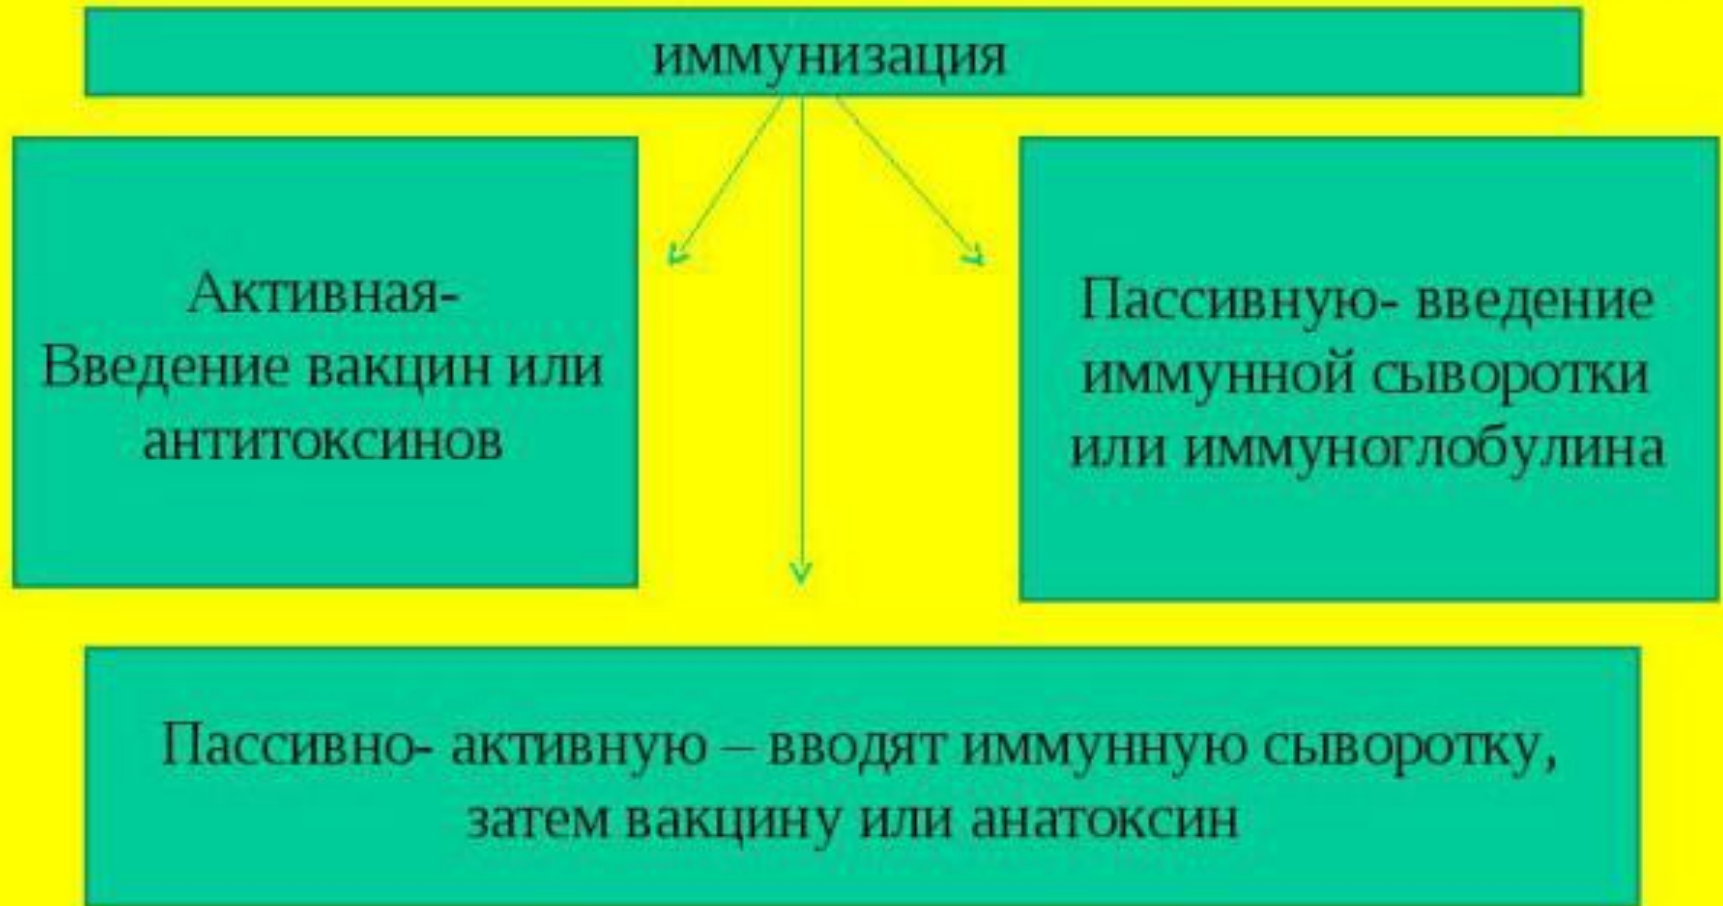 иммунизация
Активная-
Введение вакцин или
антитоксинов
Пассивную- введение
иммунной сыворотки
или иммуноглобулина
Пассивно- активную – вводят иммунную сыворотку,
затем вакцину или анатоксин